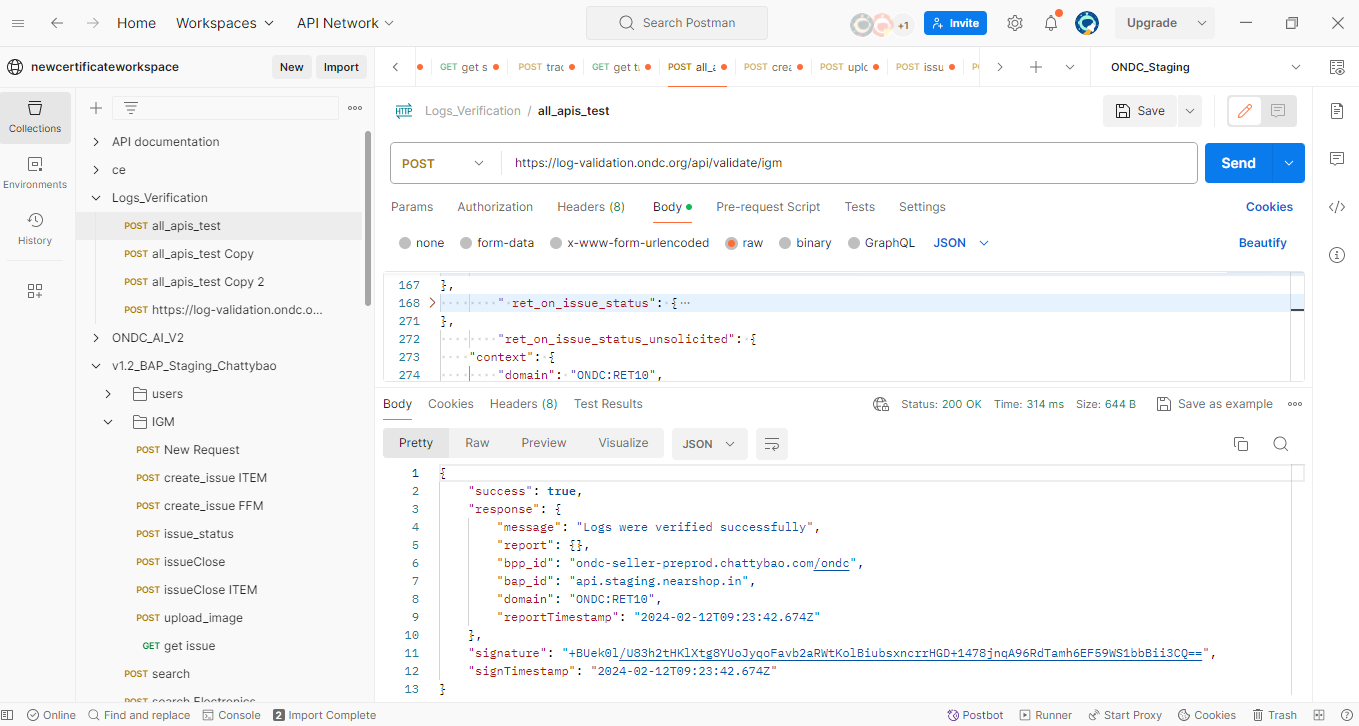 Home Workspaces API Network Search Postman +1 Invite Upgrade
newcertificateworkspace New Import
GET get s POST trac GET get tu POST all_a POST crea POST uplo POST issu ONDC_Staging
Collections
Environments
History
API documentation
ce
Logs_Verification
POST all_apis_test
POST all_apis_test Copy
POST all_apis_test Copy 2
POST https://log-validation.ondc.o...
ONDC_AI_V2
v1.2_BAP_Staging_Chattybao
users
IGM
POST New Request
POST create_issue ITEM
POST create_issue FFM
POST issue_status
POST issueClose
POST issueClose ITEM
POST upload_image
GET get issue
POST search
POST search Electronics
HTTP Logs_Verification / all_apis_test Save
POST https://log-validation.ondc.org/api/validate/igm Send
Params Authorization Headers (8) Body Pre-request Script Tests Settings Cookies
none form-data x-www-form-urlencoded raw binary GraphQL JSON Beautify
167 },
168 " ret_on_issue_status": {…
271 },
272 "ret_on_issue_status_unsolicited": {
273 "context": {
274 "domain": "ONDC:RET10",
Body Cookies Headers (8) Test Results Status: 200 OK Time: 314 ms Size: 644 B Save as example
Pretty Raw Preview Visualize JSON
1 {
2 "success": true,
3 "response": {
4 "message": "Logs were verified successfully",
5 "report": {},
6 "bpp_id": "ondc-seller-preprod.chattybao.com/ondc",
7 "bap_id": "api.staging.nearshop.in",
8 "domain": "ONDC:RET10",
9 "reportTimestamp": "2024-02-12T09:23:42.674Z"
10 },
11 "signature": "+BUek0l/U83h2tHKlXtg8YUoJyqoFavb2aRWtKolBiubsxncrrHGD+1478jnqA96RdTamh6EF59WS1bbBii3CQ==",
12 "signTimestamp": "2024-02-12T09:23:42.674Z"
13 }
Online Find and replace Console 2 Import Complete Postbot Runner Start Proxy Cookies Trash